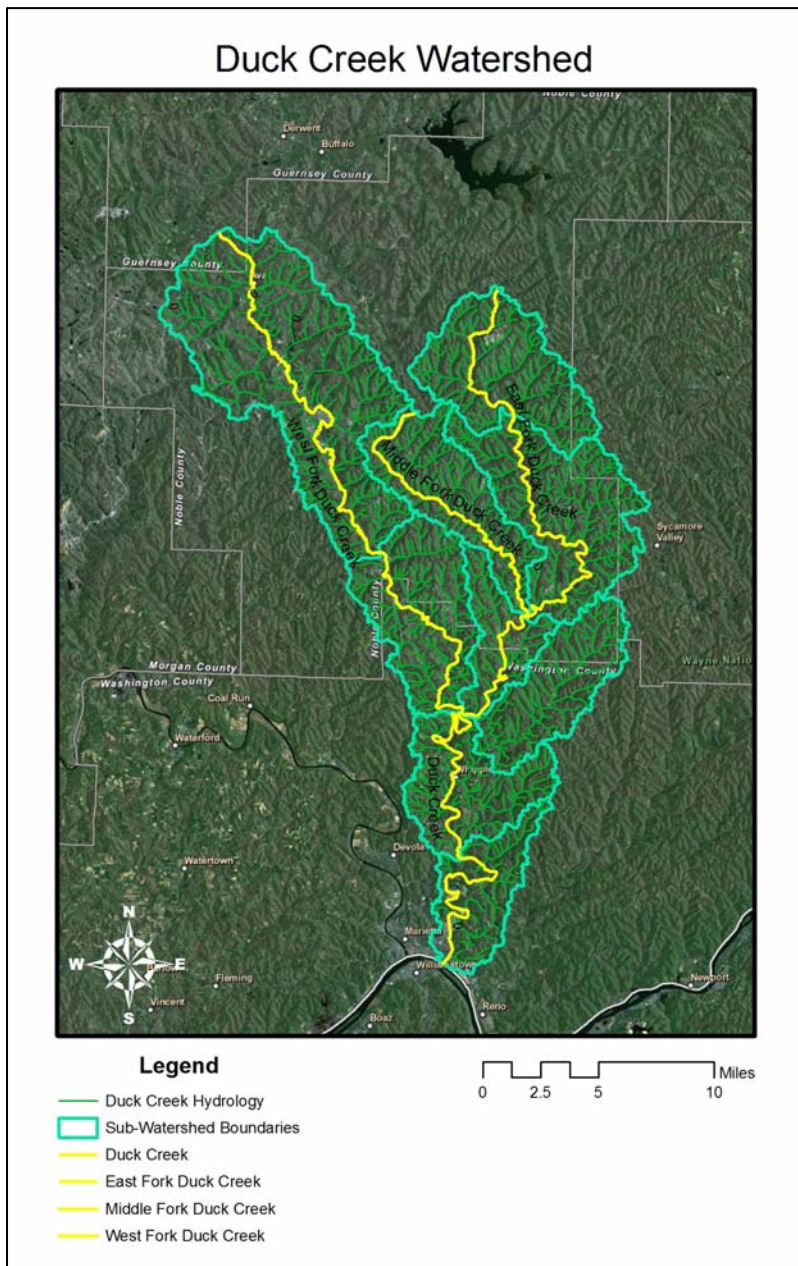 Duck Creek Watershed
Noble County
Derwent
Buffalo
Guernsey County
Guernsey County
East Fork Duck Creek
West Fork Duck Creek
Middle Fork Duck Creek
Noble County
Sycamore
Valley
Noble County
Morgan County
Washington County
Washington County
Coal Run
Waterford
Duck Creek
Devola
Watertown
N
W
E
S
Marietta
Fleming
Newport
Vincent
Boaz
Reno
Legend
Duck Creek Hydrology
Sub-Watershed Boundaries
Duck Creek
East Fork Duck Creek
Middle Fork Duck Creek
West Fork Duck Creek
0
2.5
5
10
Miles